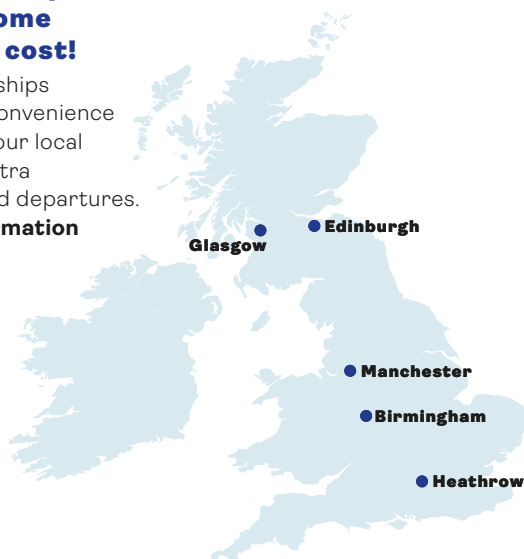 ome
cost!
ships
onvenience
our local
tra
d departures.
mation
Edinburgh
Glasgow
Manchester
Birmingham
Heathrow